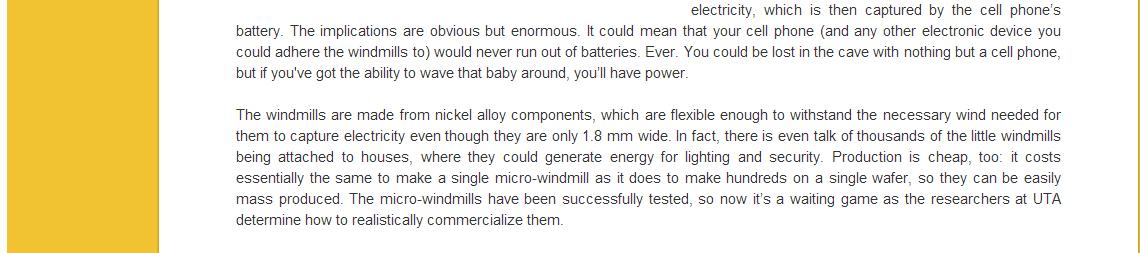 electricity, which is then captured by the cell phone’s
battery. The implications are obvious but enormous. It could mean that your cell phone (and any other electronic device you
could adhere the windmills to) would never run out of batteries. Ever. You could be lost in the cave with nothing but a cell phone,
but if you've got the ability to wave that baby around, you’ll have power.
The windmills are made from nickel alloy components, which are flexible enough to withstand the necessary wind needed for
them to capture electricity even though they are only 1.8 mm wide. In fact, there is even talk of thousands of the little windmills
being attached to houses, where they could generate energy for lighting and security. Production is cheap, too: it costs
essentially the same to make a single micro-windmill as it does to make hundreds on a single wafer, so they can be easily
mass produced. The micro-windmills have been successfully tested, so now it’s a waiting game as the researchers at UTA
determine how to realistically commercialize them.